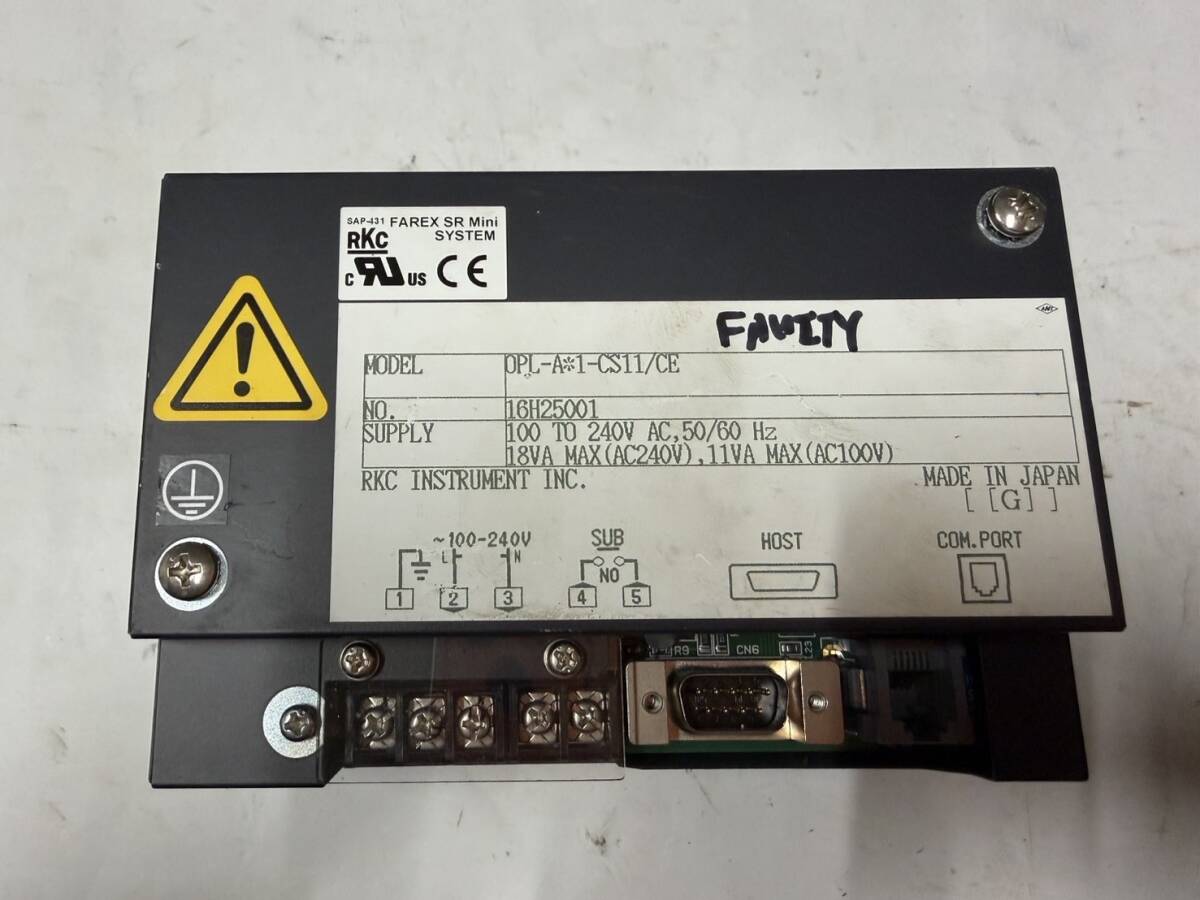 SAP-431 FAREX SR Mini
RKC SYSTEM
c RU US CE
FAULTY
MODEL OPL-A*1-CS11/CE
NO. 16H25001
SUPPLY 100 TO 240V AC,50/60 Hz
18VA MAX(AC240V),11VA MAX(AC100V)
RKC INSTRUMENT INC. MADE IN JAPAN
[ [G] ]
~100-240V SUB HOST COM.PORT
L N NO
1 2 3 4 5
R9 CN6